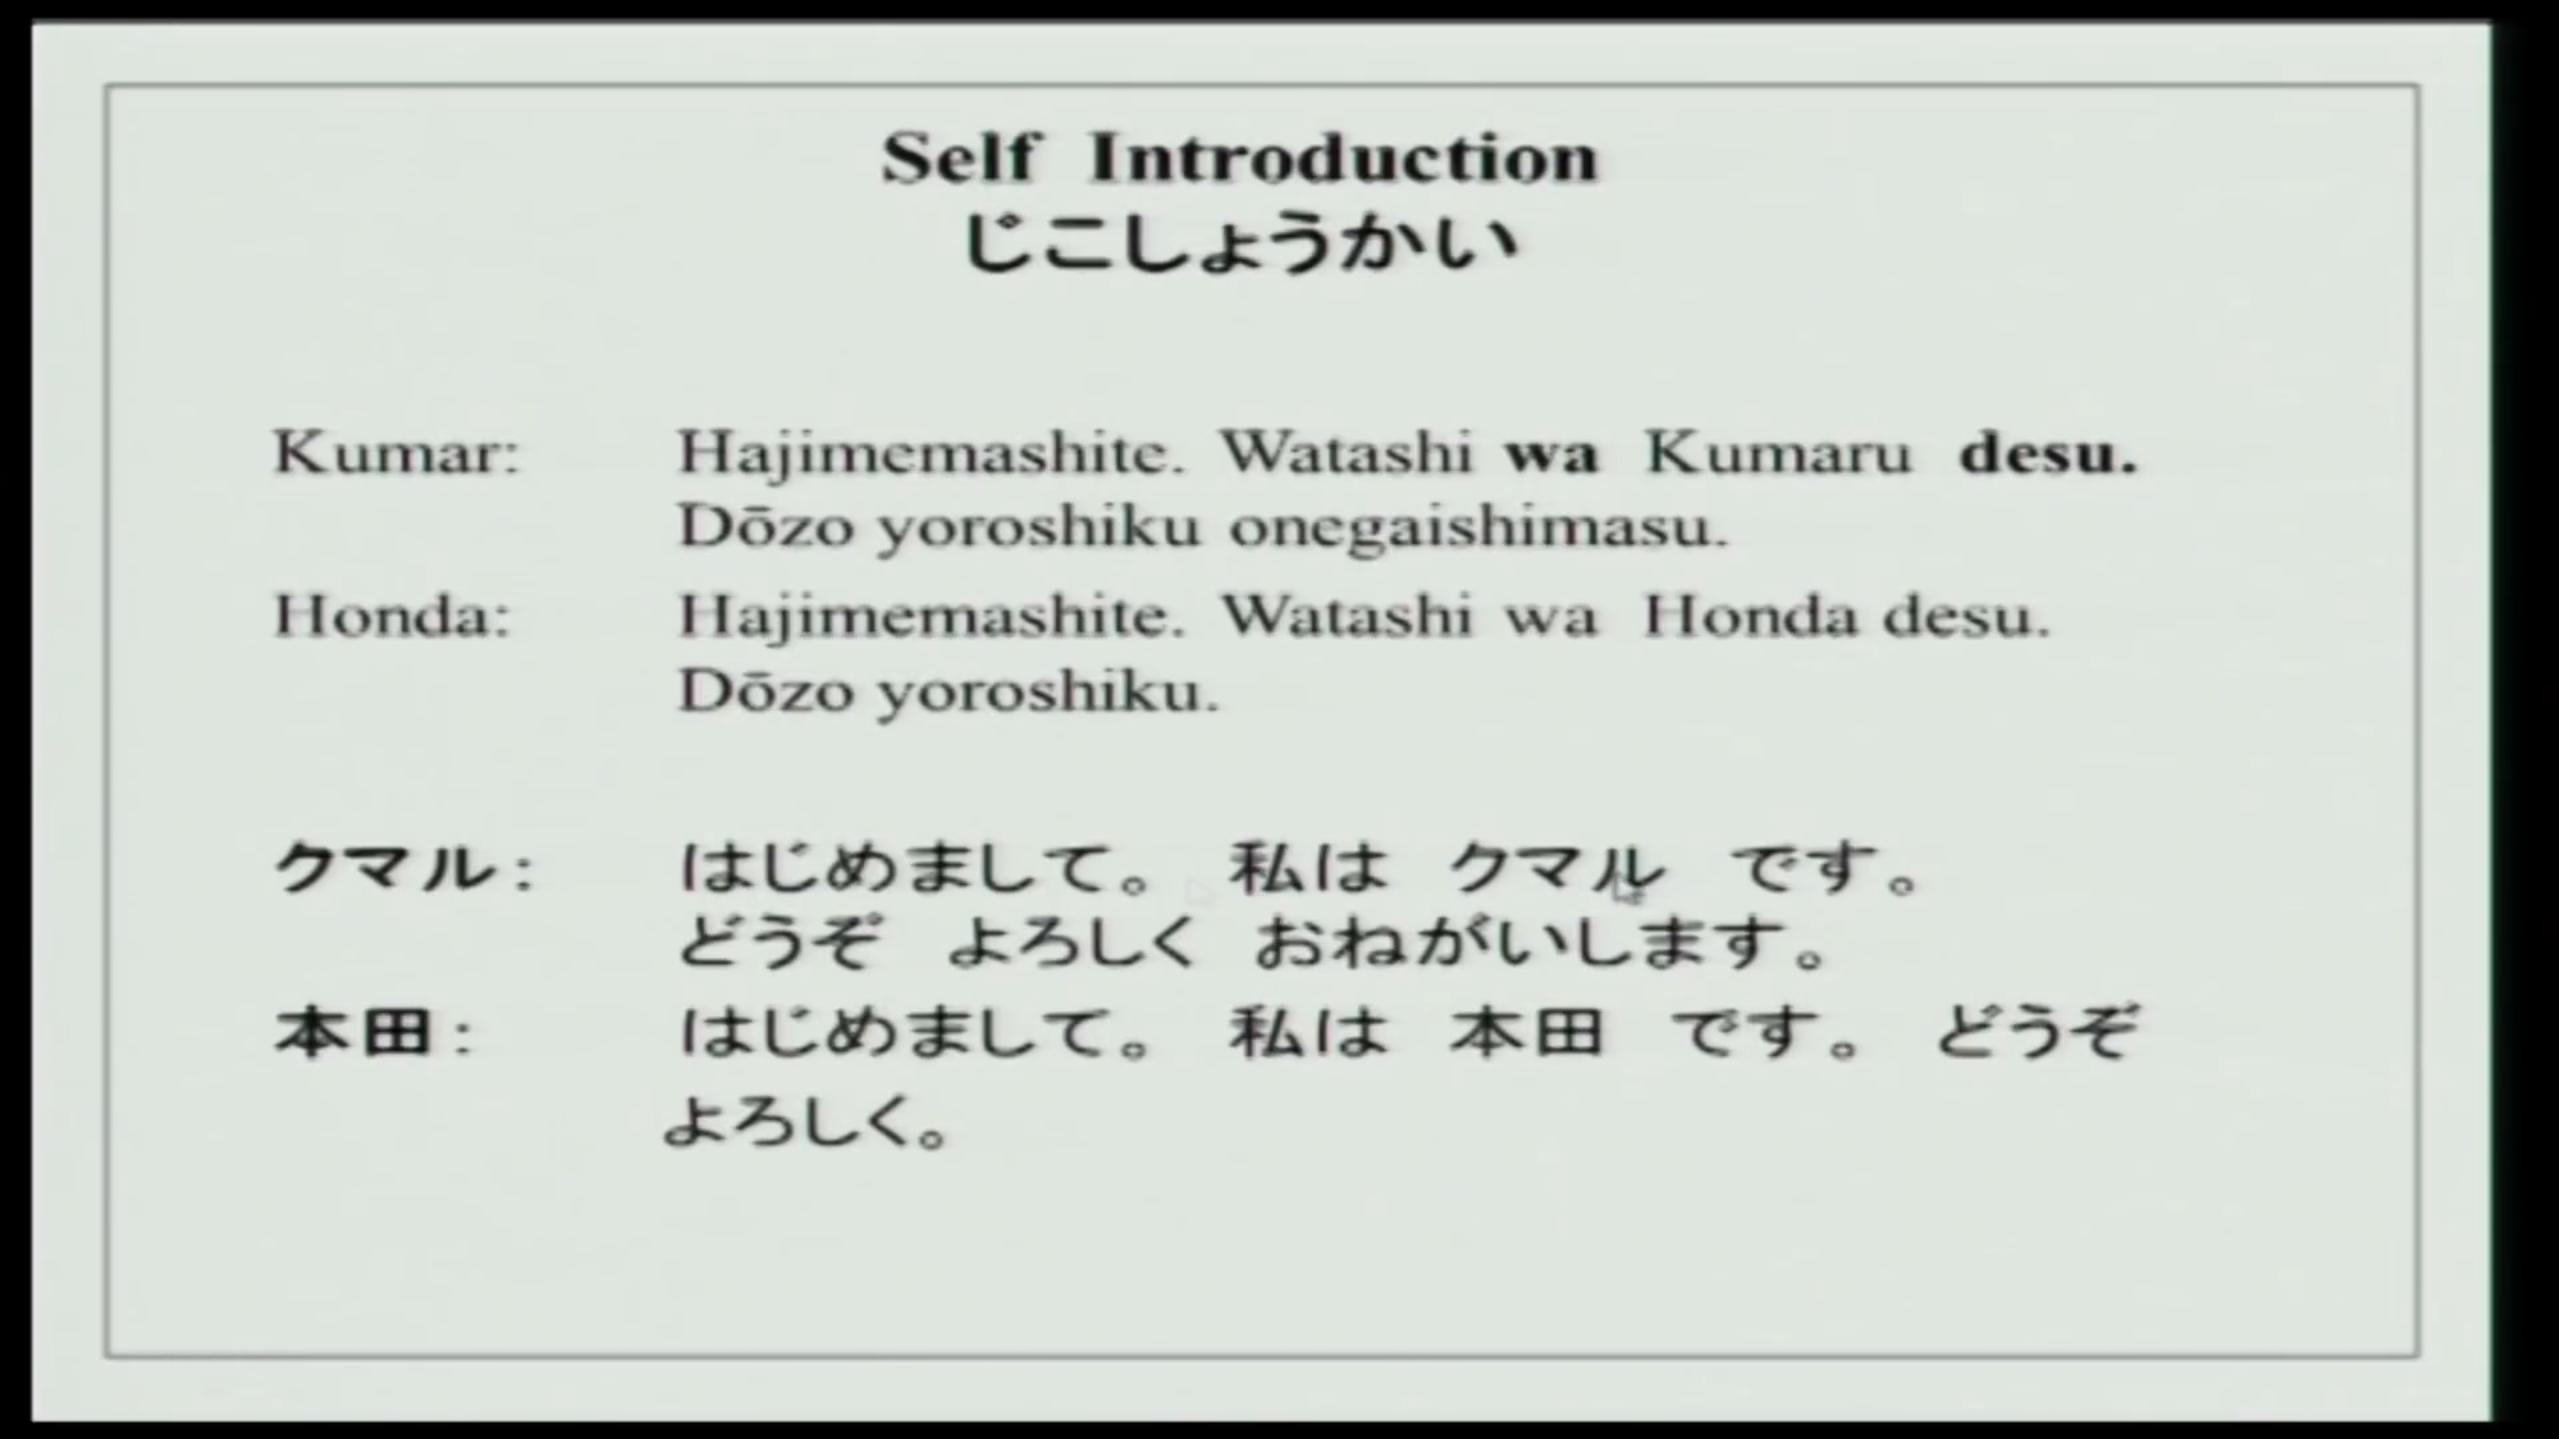 Self Introduction
じこしょうかい
Kumar: Hajimemashite. Watashi wa Kumaru desu.
Dōzo yoroshiku onegaishimasu.
Honda: Hajimemashite. Watashi wa Honda desu.
Dōzo yoroshiku.
クマル: はじめまして。 私は クマル です。
どうぞ よろしく おねがいします。
本田: はじめまして。 私は 本田 です。 どうぞ
よろしく。